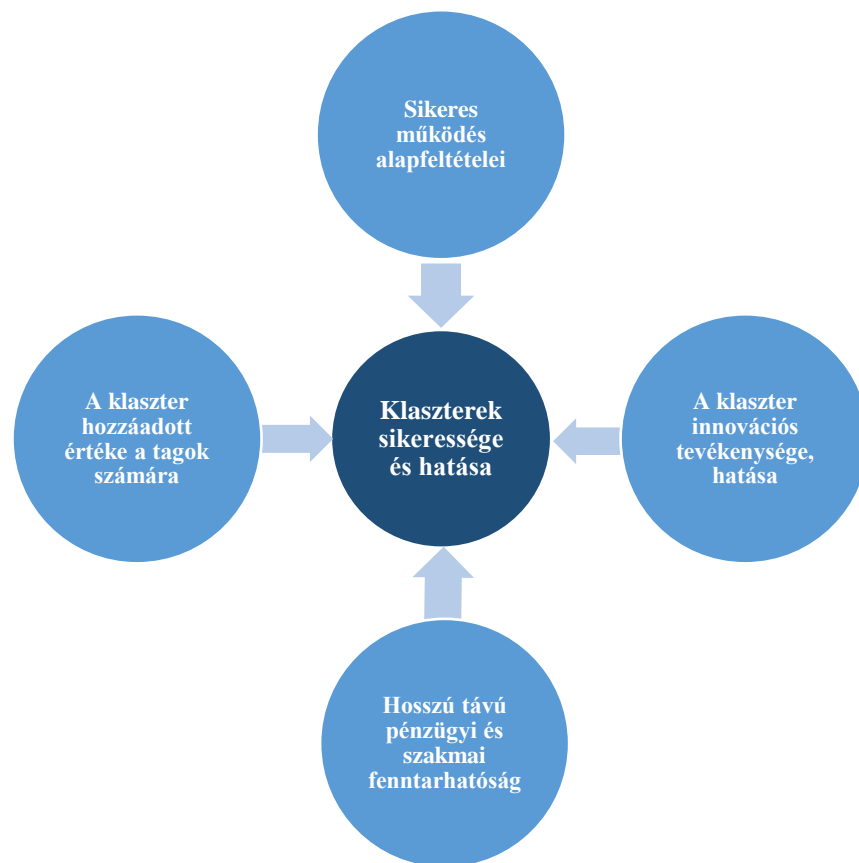 Sikeres
működés
alapfeltételei
A klaszter
hozzáadott
értéke a tagok
számára
Klaszterek
sikeressége
és hatása
A klaszter
innovációs
tevékenysége,
hatása
Hosszú távú
pénzügyi és
szakmai
fenntarhatóság